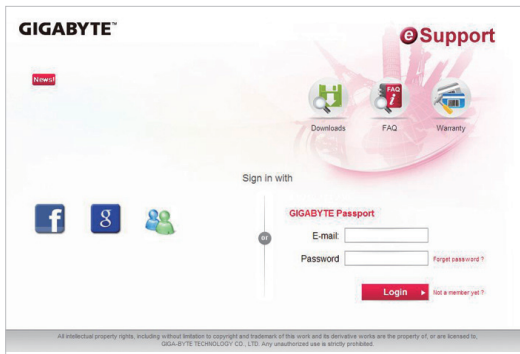 GIGABYTE™
eSupport
News!
FAQ
Downloads
FAQ
Warranty
Sign in with
GIGABYTE Passport
or
E-mail:
Password
Forget password ?
Login
Not a member yet ?
All intellectual property rights, including without limitation to copyright and trademark of this work and its derivative works are the property of, or are licensed to,
GIGA-BYTE TECHNOLOGY CO., LTD. Any unauthorized use is strictly prohibited.